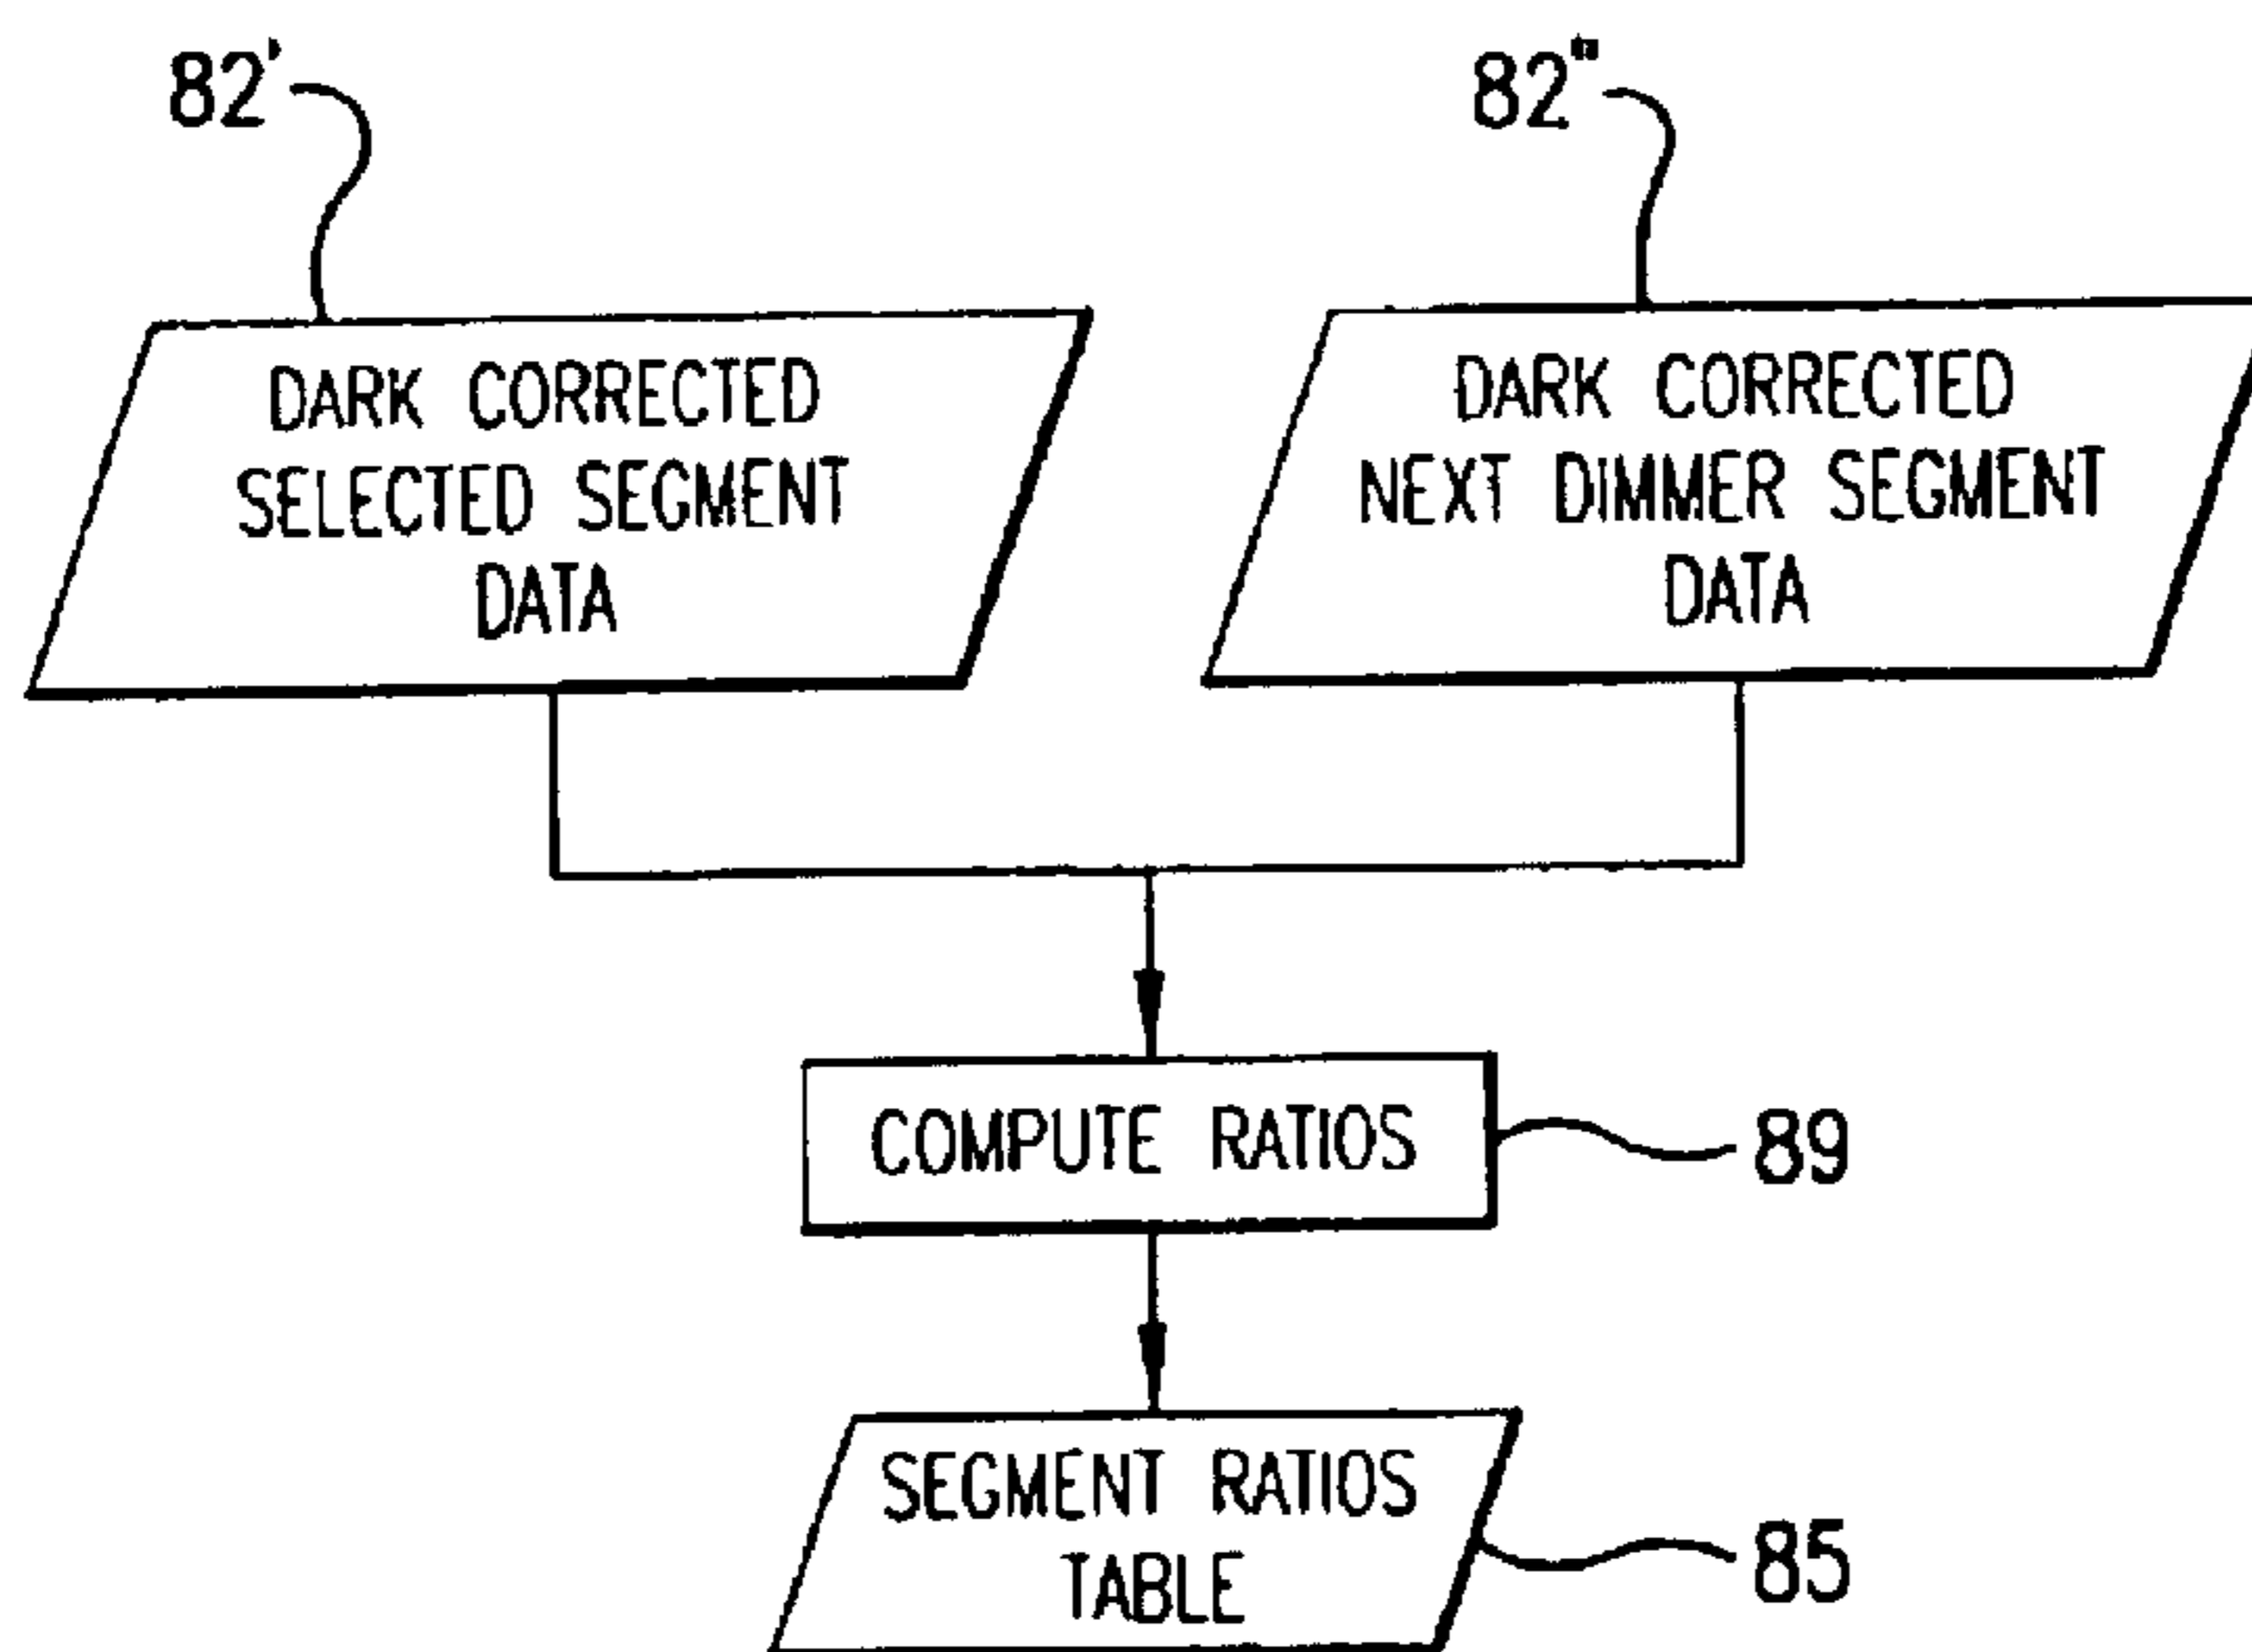 82'
82"
DARK CORRECTED
SELECTED SEGMENT
DATA
DARK CORRECTED
NEXT DIMMER SEGMENT
DATA
COMPUTE RATIOS
89
SEGMENT RATIOS
TABLE
85